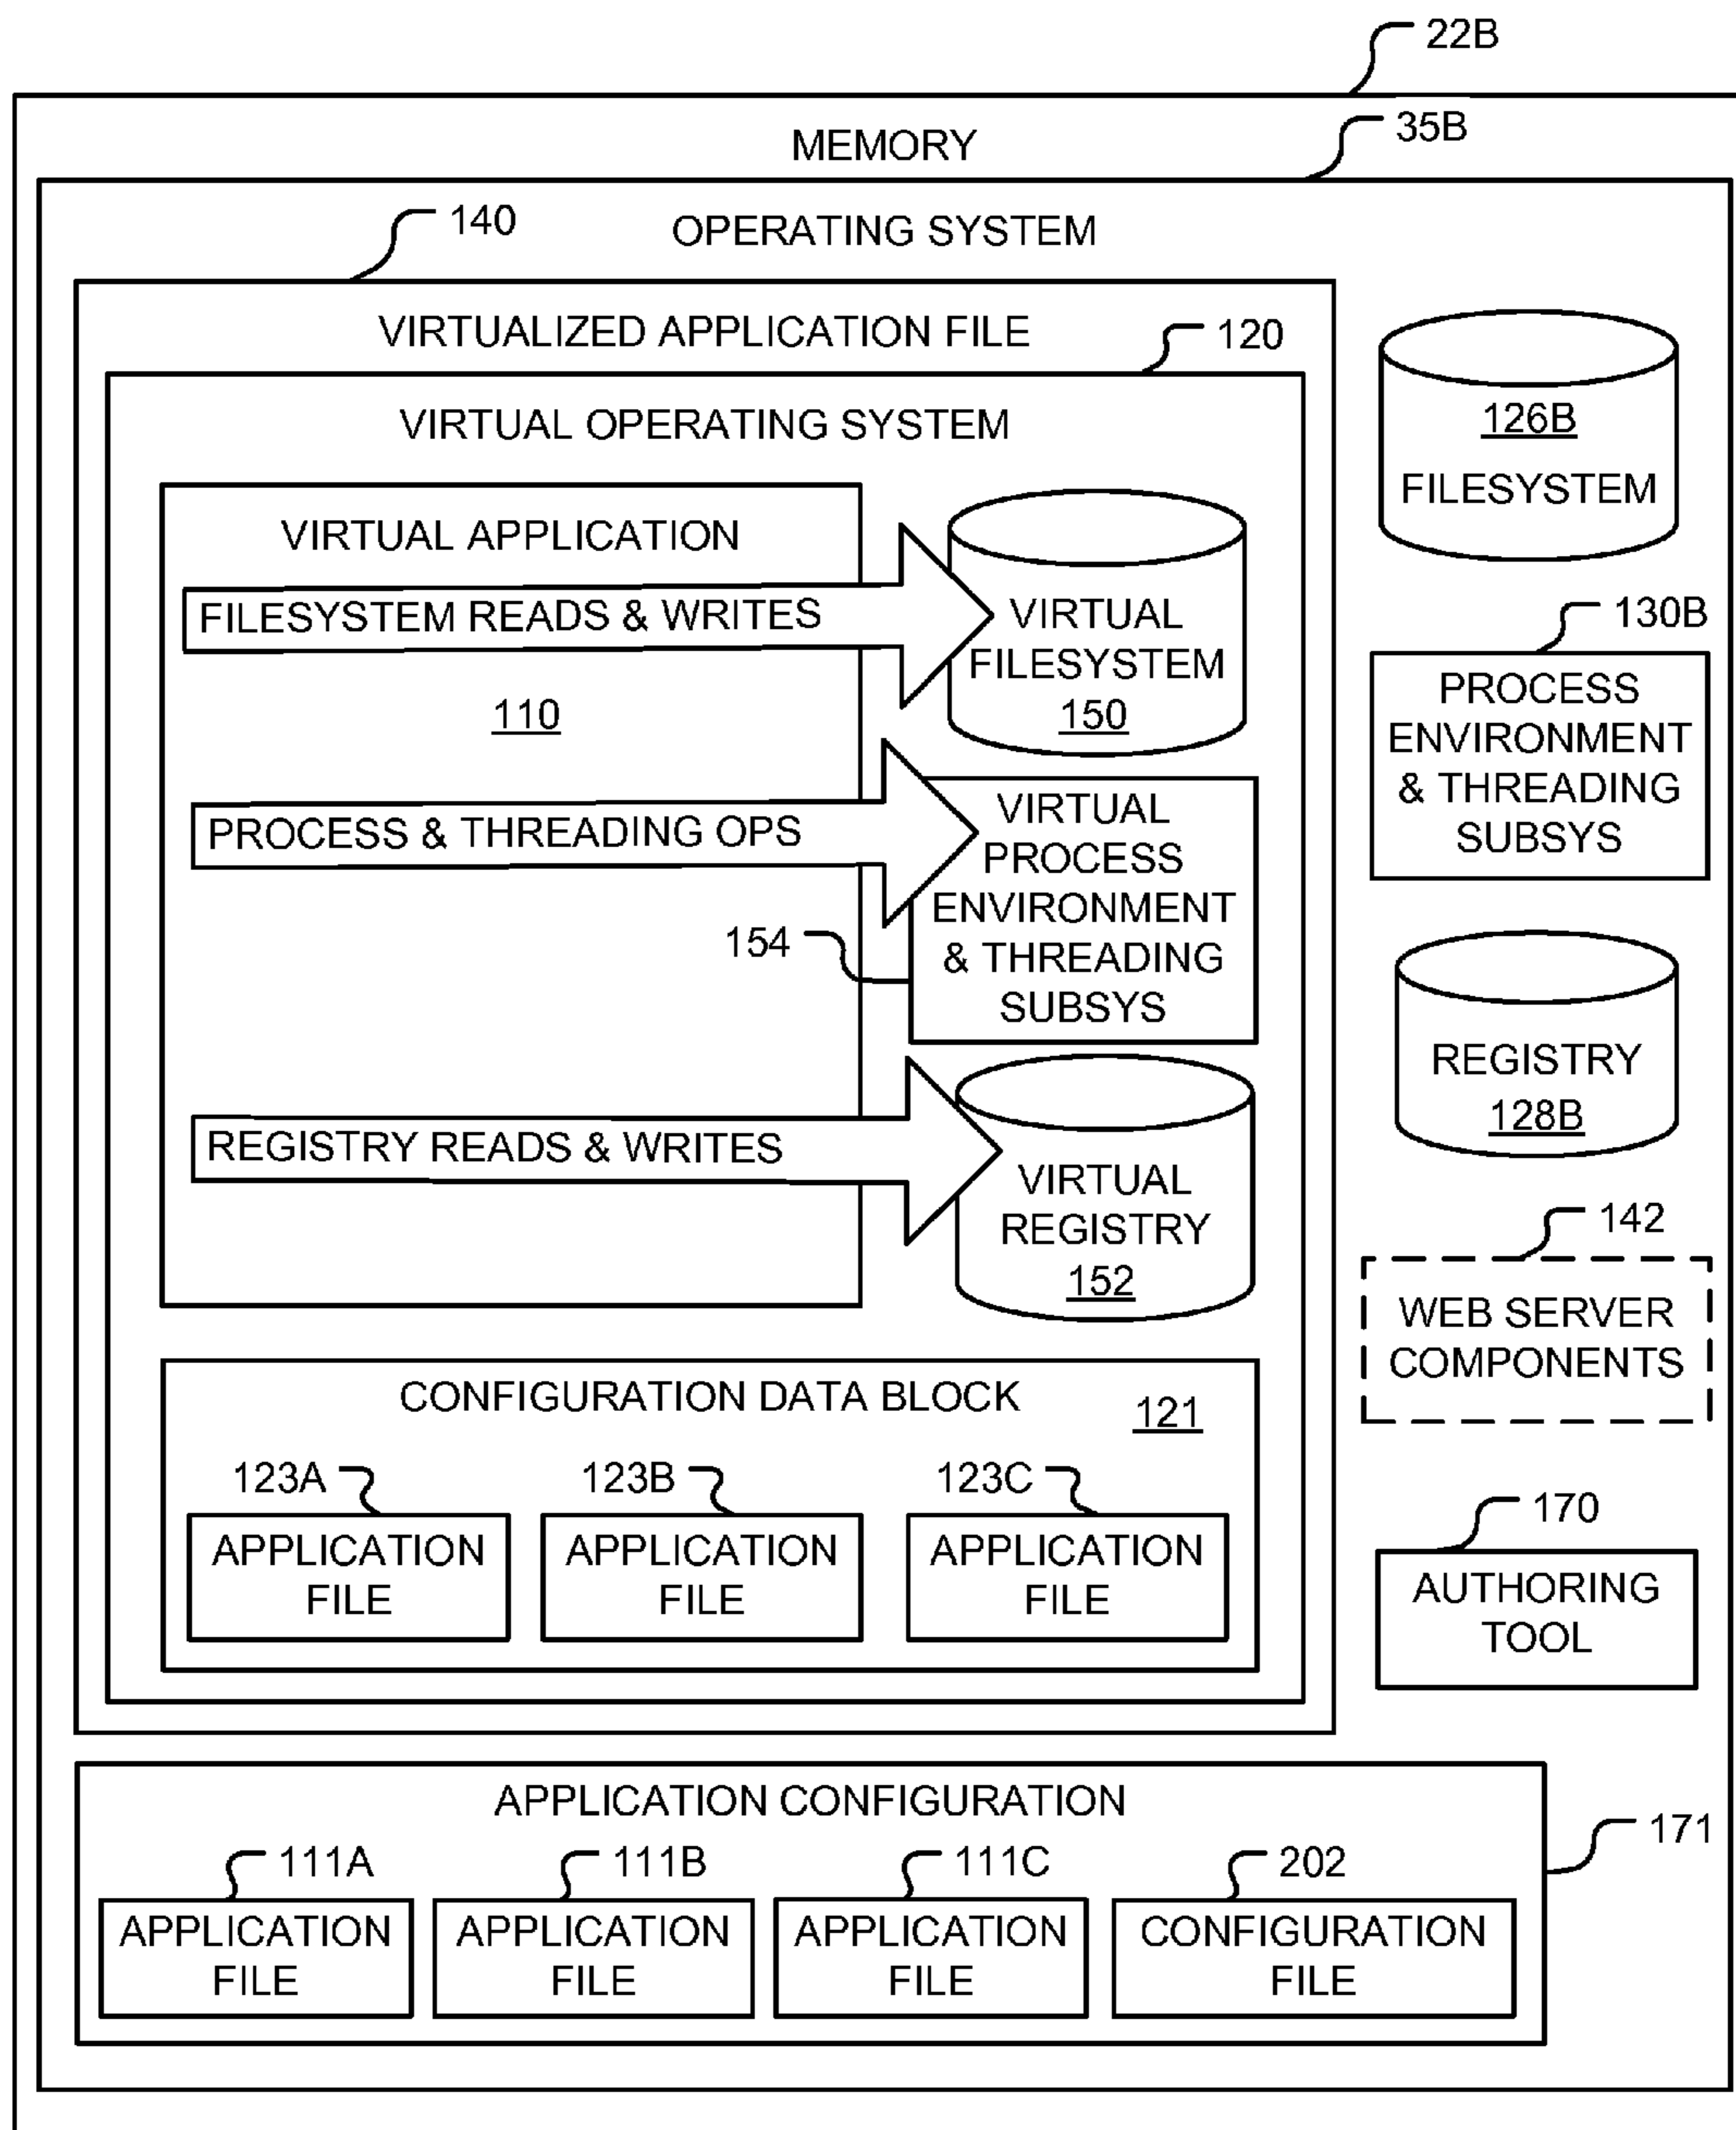 22B
MEMORY
35B
140
OPERATING SYSTEM
VIRTUALIZED APPLICATION FILE
120
VIRTUAL OPERATING SYSTEM
VIRTUAL APPLICATION
FILESYSTEM READS & WRITES
110
VIRTUAL
FILESYSTEM
150
PROCESS & THREADING OPS
154
VIRTUAL
PROCESS
ENVIRONMENT
& THREADING
SUBSYS
REGISTRY READS & WRITES
VIRTUAL
REGISTRY
152
CONFIGURATION DATA BLOCK
121
123A
123B
123C
APPLICATION
FILE
APPLICATION
FILE
APPLICATION
FILE
126B
FILESYSTEM
130B
PROCESS
ENVIRONMENT
& THREADING
SUBSYS
REGISTRY
128B
142
WEB SERVER
COMPONENTS
170
AUTHORING
TOOL
APPLICATION CONFIGURATION
171
111A
111B
111C
202
APPLICATION
FILE
APPLICATION
FILE
APPLICATION
FILE
CONFIGURATION
FILE